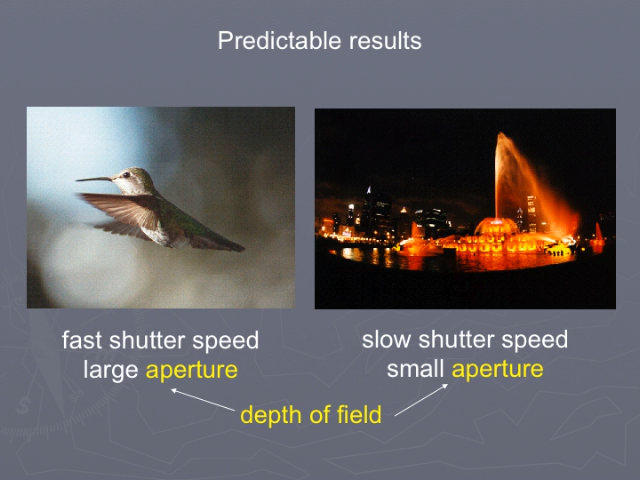 Predictable results
fast shutter speed
large aperture
slow shutter speed
small aperture
depth of field
S